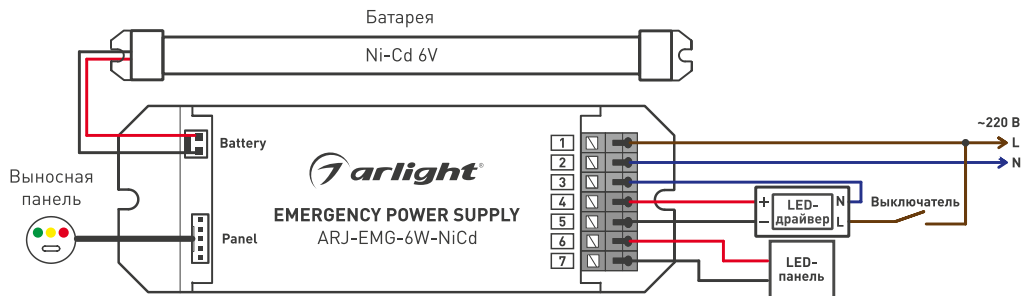 Батарея
Ni-Cd 6V
Battery
Выносная
панель
Panel
arlight
EMERGENCY POWER SUPPLY
ARJ-EMG-6W-NiCd
1
2
3
4
5
6
7
~220 В
L
N
+
−
LED-
драйвер
N
L
Выключатель
LED-
панель